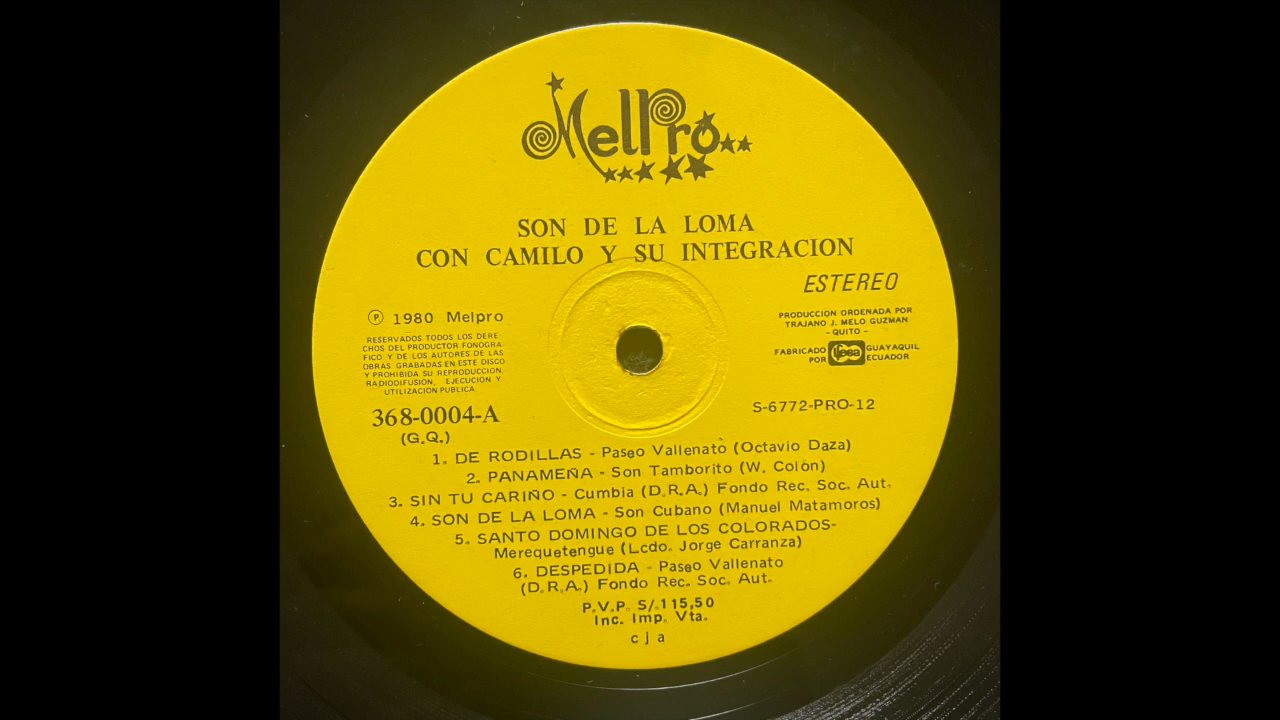 MellPro
SON DE LA LOMA
CON CAMILO Y SU INTEGRACION
ESTEREO
Ⓟ 1980 Melpro
RESERVADOS TODOS LOS DERE-
CHOS DEL PRODUCTOR FONOGRA-
FICO Y DE LOS AUTORES DE LAS
OBRAS GRABADAS EN ESTE DISCO
Y PROHIBIDA SU REPRODUCCION,
RADIODIFUSIÓN, EJECUCION Y
UTILIZACION PUBLICA
368-0004-A
(G.Q.)
PRODUCCION ORDENADA POR
TRAJANO J. MELO GUZMAN
- QUITO -
FABRICADO POR ifesa GUAYAQUIL ECUADOR
S-6772-PRO-12
1. DE RODILLAS - Paseo Vallenato (Octavio Daza)
2. PANAMEÑA - Son Tamborito (W. Colón)
3. SIN TU CARIÑO - Cumbia (D.R.A.) Fondo Rec. Soc. Aut.
4. SON DE LA LOMA - Son Cubano (Manuel Matamoros)
5. SANTO DOMINGO DE LOS COLORADOS-
Merequetengue (Lcdo. Jorge Carranza)
6. DESPEDIDA - Paseo Vallenato
(D.R.A.) Fondo Rec. Soc. Aut.
P.V.P. S/.115,50
Inc. Imp. Vta.
c j a